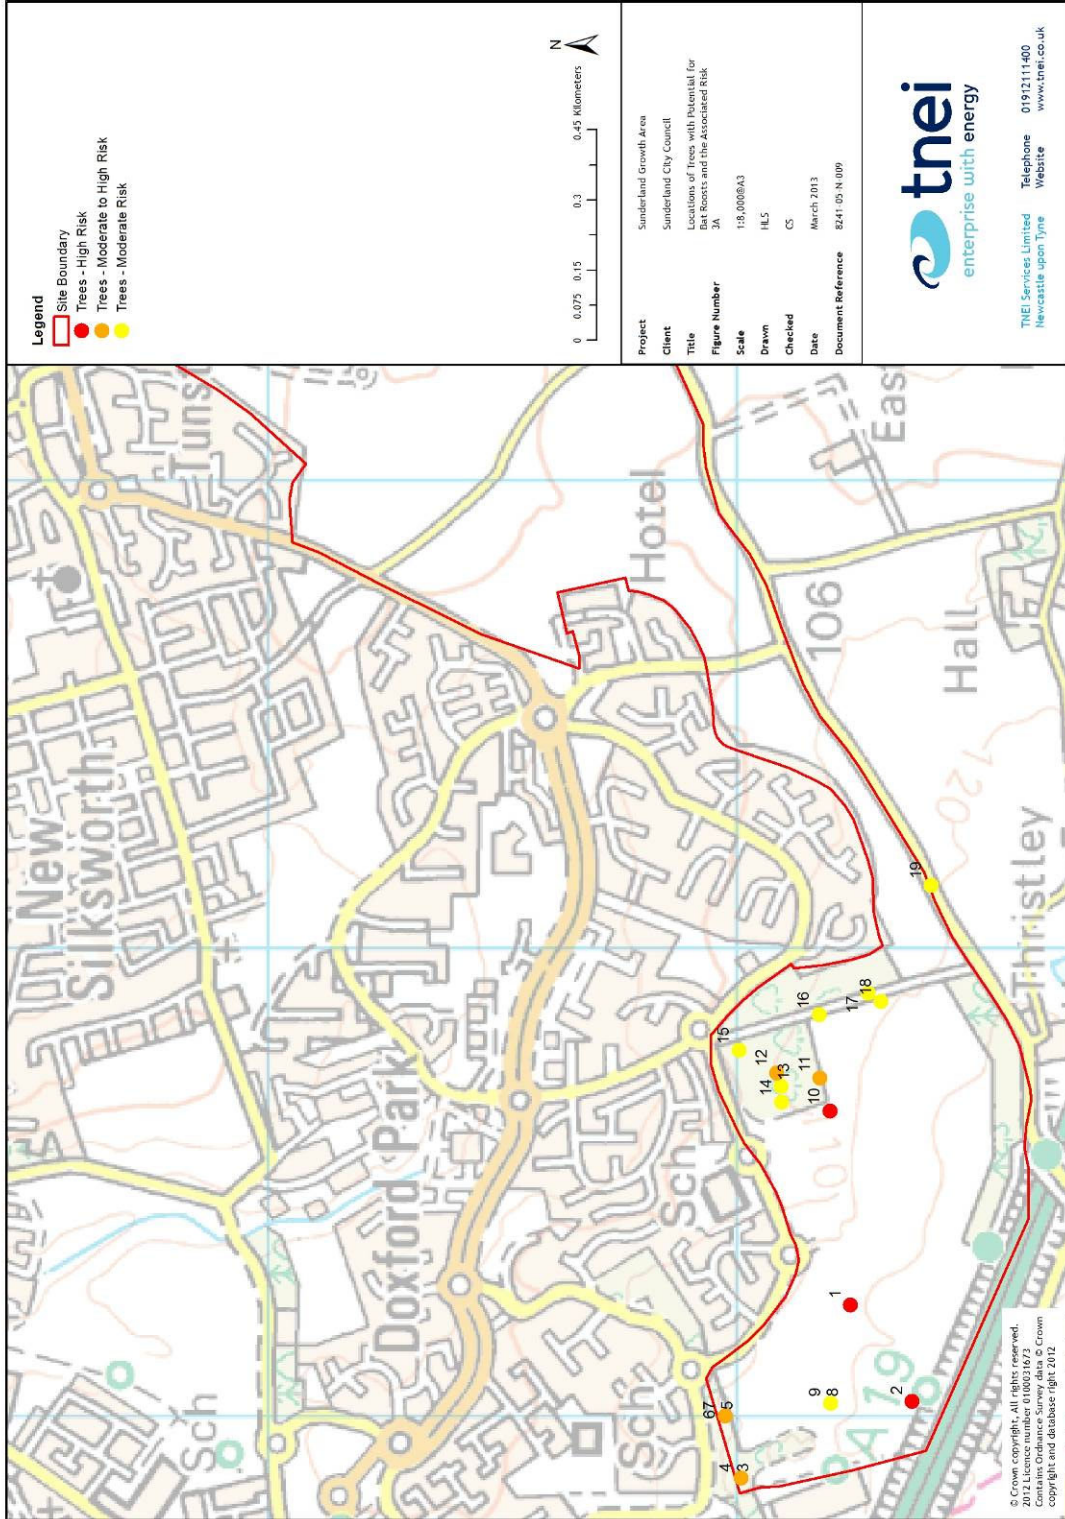 Legend
Site Boundary
Trees - High Risk
Trees - Moderate to High Risk
Trees - Moderate Risk
N
0 0.075 0.15 0.3 0.45 Kilometers
Project Sunderland Growth Area
Client Sunderland City Council
Title Locations of Trees with Potential for
Bat Roosts and the Associated Risk
Figure Number 3A
Scale 1:8,000@A3
Drawn HLS
Checked CS
Date March 2013
Document Reference 8241-05-N-009
tnei
enterprise with energy
TNEI Services Limited Telephone 01912111400
Newcastle upon Tyne Website www.tnei.co.uk
New
Silksworth
Tunst
Doxford Park
Sch
Sch
Sch
Hotel
106
East
Hall
120
Thristley
101
A 19
1
2
3
4
5
67
8
9
10
11
12
13
14
15
16
17
18
19
© Crown copyright, All rights reserved.
2012 Licence number 0100031673
Contains Ordnance Survey data © Crown
copyright and database right 2012